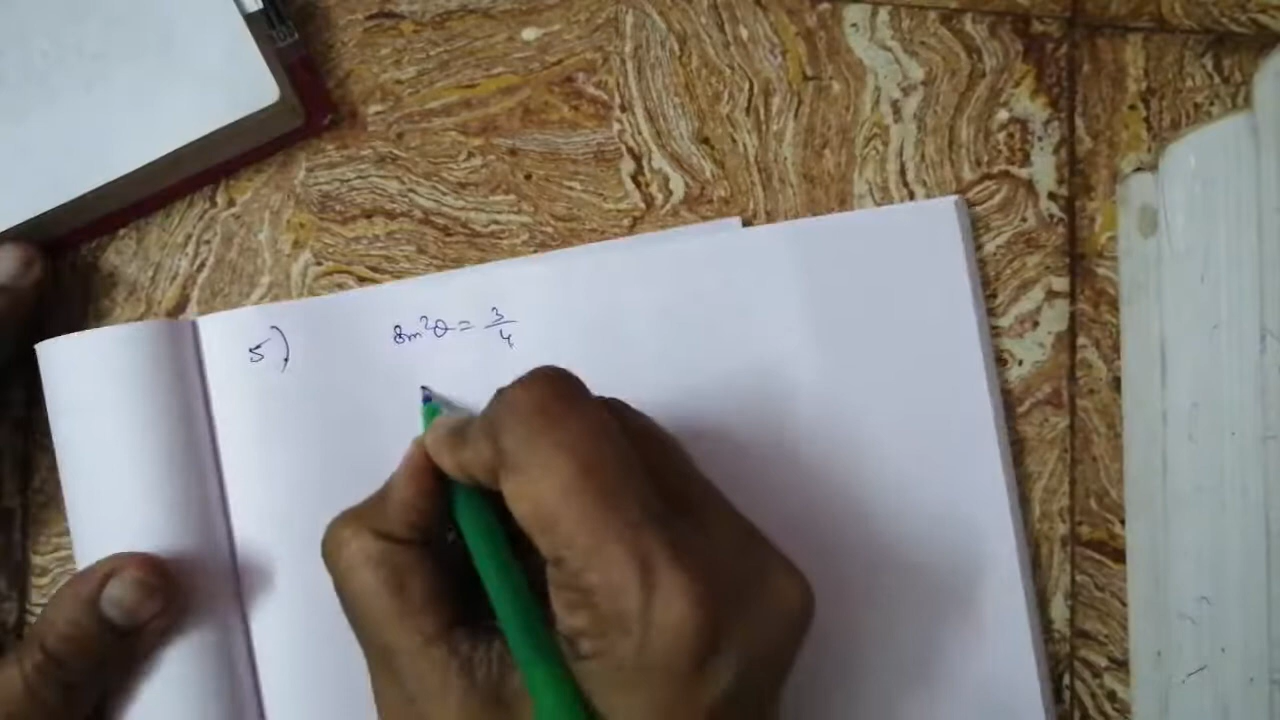 5) sin²θ = 3/4